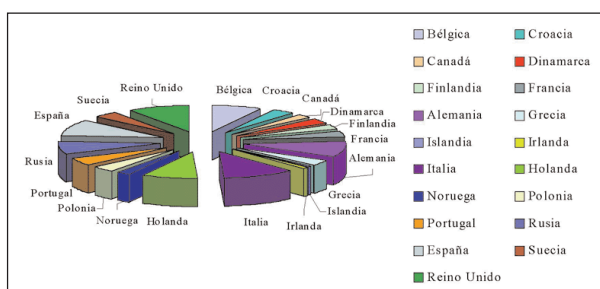 Reino Unido
Suecia
España
Rusia
Portugal
Polonia
Noruega
Holanda
Bélgica
Croacia
Canadá
Dinamarca
Finlandia
Francia
Alemania
Grecia
Islandia
Irlanda
Italia
Bélgica Croacia
Canadá Dinamarca
Finlandia Francia
Alemania Grecia
Islandia Irlanda
Italia Holanda
Noruega Polonia
Portugal Rusia
España Suecia
Reino Unido